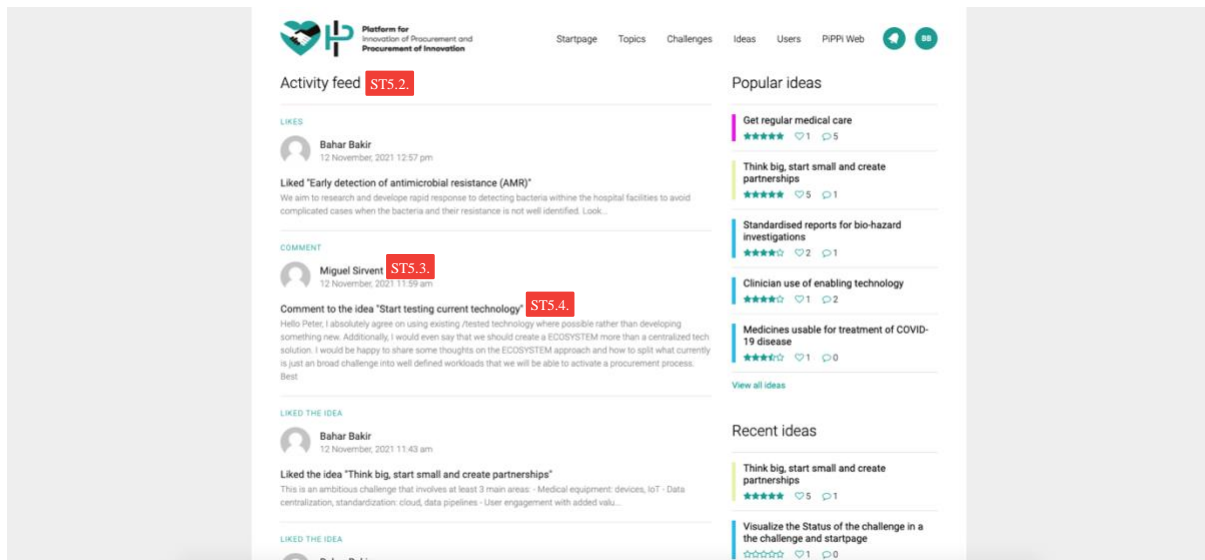 Platform for
Innovation of Procurement and
Procurement of Innovation
Startpage Topics Challenges Ideas Users PiPPi Web BB
Activity feed ST5.2.
LIKES
Bahar Bakir
12 November, 2021 12:57 pm
Liked "Early detection of antimicrobial resistance (AMR)"
We aim to research and develope rapid response to detecting bacteria withine the hospital facilities to avoid
complicated cases when the bacteria and their resistance is not well identified. Look...
COMMENT
Miguel Sirvent ST5.3.
12 November, 2021 11:59 am
Comment to the idea "Start testing current technology" ST5.4.
Hello Peter, I absolutely agree on using existing /tested technology where possible rather than developing
something new. Additionally, I would even say that we should create a ECOSYSTEM more than a centralized tech
solution. I would be happy to share some thoughts on the ECOSYSTEM approach and how to split what currently
is just an broad challenge into well defined workloads that we will be able to activate a procurement process.
Best
LIKED THE IDEA
Bahar Bakir
12 November, 2021 11:43 am
Liked the idea "Think big, start small and create partnerships"
This is an ambitious challenge that involves at least 3 main areas: - Medical equipment: devices, IoT - Data
centralization, standardization: cloud, data pipelines - User engagement with added valu...
LIKED THE IDEA
Popular ideas
Get regular medical care
1 5
Think big, start small and create
partnerships
5 1
Standardised reports for bio-hazard
investigations
2 1
Clinician use of enabling technology
1 2
Medicines usable for treatment of COVID-
19 disease
1 0
View all ideas
Recent ideas
Think big, start small and create
partnerships
5 1
Visualize the Status of the challenge in a
the challenge and startpage
1 0